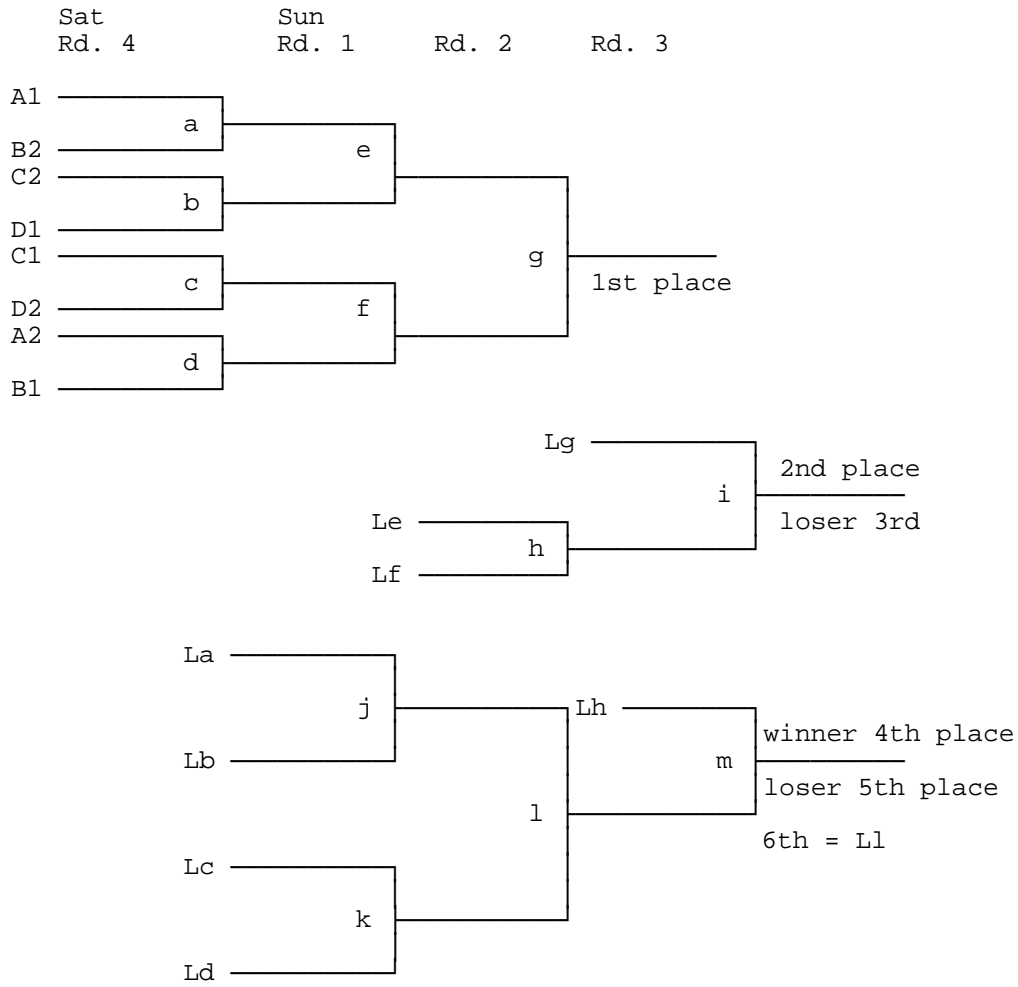 Sat Sun
Rd. 4 Rd. 1 Rd. 2 Rd. 3
A1
a
B2 e
C2
b
D1
C1 g
c 1st place
D2 f
A2
d
B1
Lg
2nd place
i
Le loser 3rd
h
Lf
La
j Lh
winner 4th place
Lb m
loser 5th place
l
6th = Ll
Lc
k
Ld